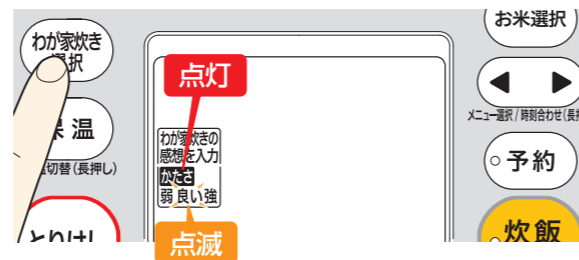 わが家炊き
選択
保温
切替(長押し)
とりけし
点灯
わが家炊きの
感想を入力
かたさ
弱 良い 強
点滅
お米選択
◀ ▶
メニュー選択/時刻合わせ(長押
予約
炊飯